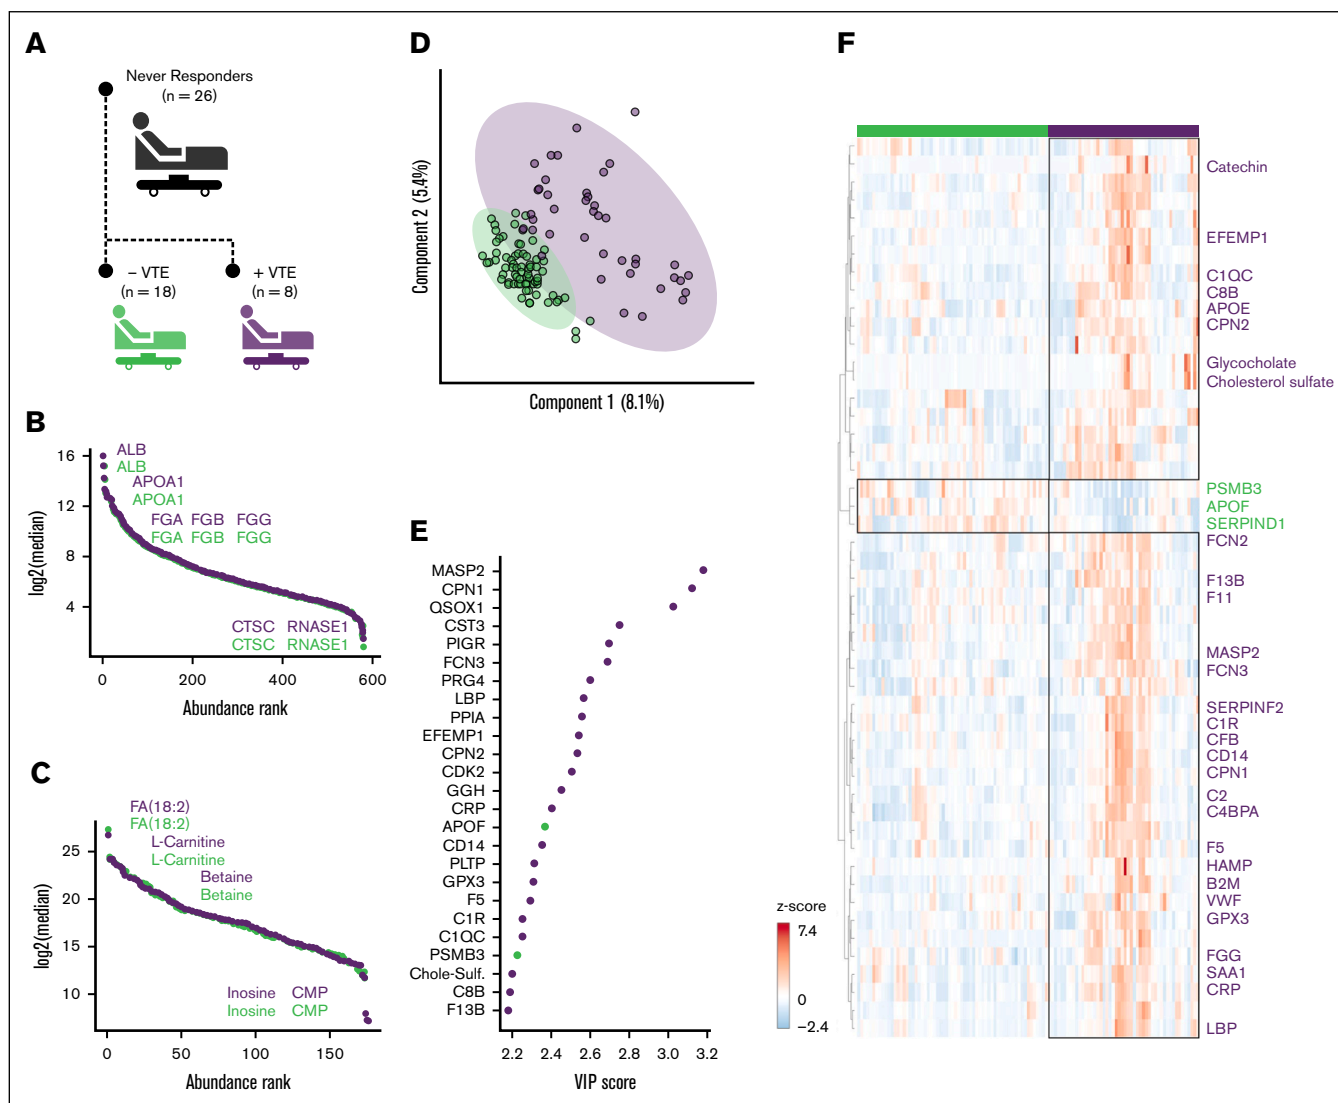 A
Never Responders
(n = 26)
– VTE
(n = 18)
+ VTE
(n = 8)
B
log2(median)
16
12
8
4
ALB
ALB
APOA1
APOA1
FGA FGB FGG
FGA FGB FGG
CTSC RNASE1
CTSC RNASE1
0 200 400 600
Abundance rank
C
log2(median)
25
20
15
10
FA(18:2)
FA(18:2)
L-Carnitine
L-Carnitine
Betaine
Betaine
Inosine CMP
Inosine CMP
0 50 100 150
Abundance rank
D
Component 2 (5.4%)
Component 1 (8.1%)
E
MASP2
CPN1
QSOX1
CST3
PIGR
FCN3
PRG4
LBP
PPIA
EFEMP1
CPN2
CDK2
GGH
CRP
APOF
CD14
PLTP
GPX3
F5
C1R
C1QC
PSMB3
Chole-Sulf.
C8B
F13B
2.2 2.4 2.6 2.8 3.0 3.2
VIP score
F
Catechin
EFEMP1
C1QC
C8B
APOE
CPN2
Glycocholate
Cholesterol sulfate
PSMB3
APOF
SERPIND1
FCN2
F13B
F11
MASP2
FCN3
SERPINF2
C1R
CFB
CD14
CPN1
C2
C4BPA
F5
HAMP
B2M
VWF
GPX3
FGG
SAA1
CRP
LBP
z-score
7.4
0
–2.4